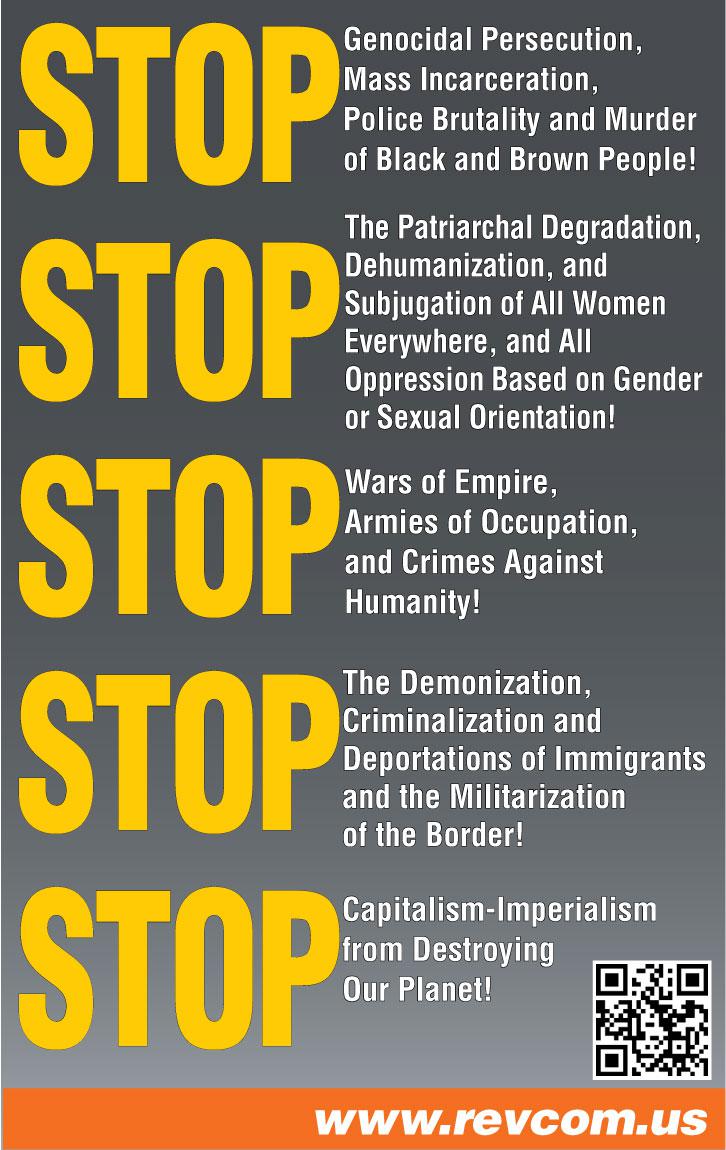 STOP
Genocidal Persecution,
Mass Incarceration,
Police Brutality and Murder
of Black and Brown People!
STOP
The Patriarchal Degradation,
Dehumanization, and
Subjugation of All Women
Everywhere, and All
Oppression Based on Gender
or Sexual Orientation!
STOP
Wars of Empire,
Armies of Occupation,
and Crimes Against
Humanity!
STOP
The Demonization,
Criminalization and
Deportations of Immigrants
and the Militarization
of the Border!
STOP
Capitalism-Imperialism
from Destroying
Our Planet!
www.revcom.us